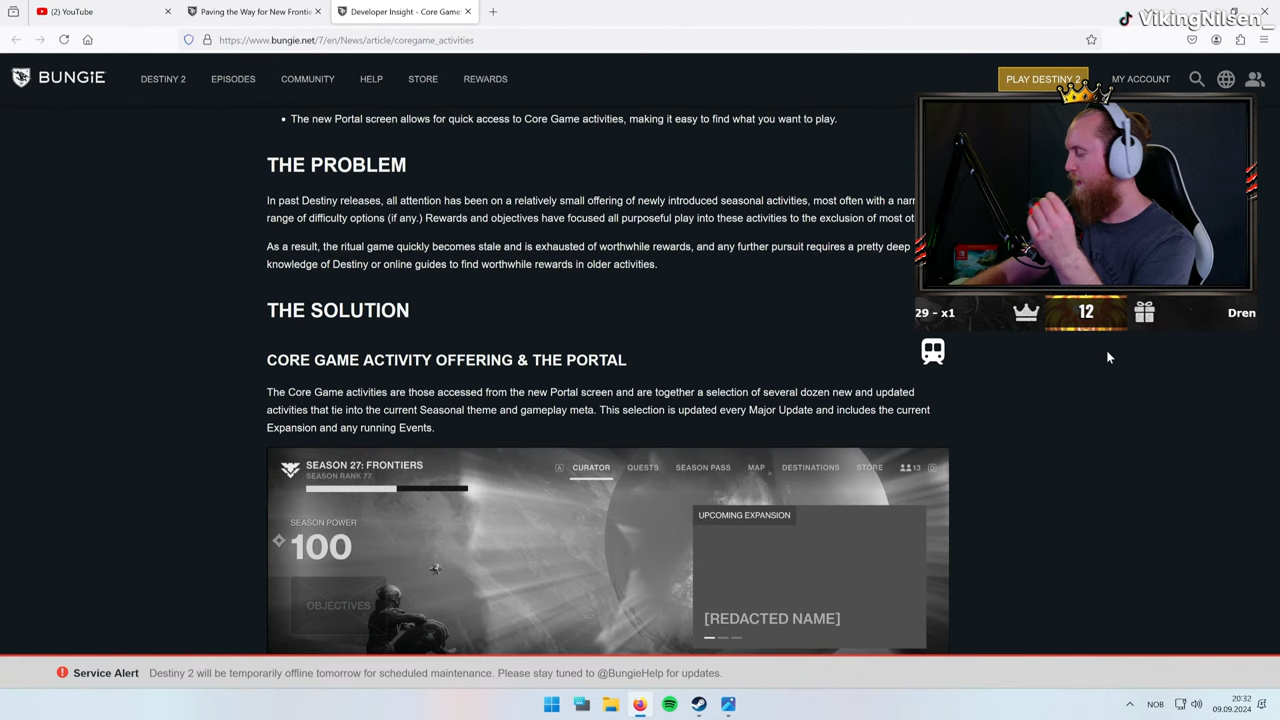 (2) YouTube
Paving the Way for New Frontie
Developer Insight - Core Game
VikingNilsen_
https://www.bungie.net/7/en/News/article/coregame_activities
BUNGiE
DESTINY 2
EPISODES
COMMUNITY
HELP
STORE
REWARDS
PLAY DESTINY 2
MY ACCOUNT
The new Portal screen allows for quick access to Core Game activities, making it easy to find what you want to play.
THE PROBLEM
In past Destiny releases, all attention has been on a relatively small offering of newly introduced seasonal activities, most often with a narr
range of difficulty options (if any.) Rewards and objectives have focused all purposeful play into these activities to the exclusion of most ot
As a result, the ritual game quickly becomes stale and is exhausted of worthwhile rewards, and any further pursuit requires a pretty deep
knowledge of Destiny or online guides to find worthwhile rewards in older activities.
29 - x1
12
Dren
THE SOLUTION
CORE GAME ACTIVITY OFFERING & THE PORTAL
The Core Game activities are those accessed from the new Portal screen and are together a selection of several dozen new and updated
activities that tie into the current Seasonal theme and gameplay meta. This selection is updated every Major Update and includes the current
Expansion and any running Events.
SEASON 27: FRONTIERS
SEASON RANK 77
A
CURATOR
QUESTS
SEASON PASS
MAP
DESTINATIONS
STORE
13
SEASON POWER
100
OBJECTIVES
UPCOMING EXPANSION
[REDACTED NAME]
Service Alert
Destiny 2 will be temporarily offline tomorrow for scheduled maintenance. Please stay tuned to @BungieHelp for updates.
NOB
20:32
09.09.2024